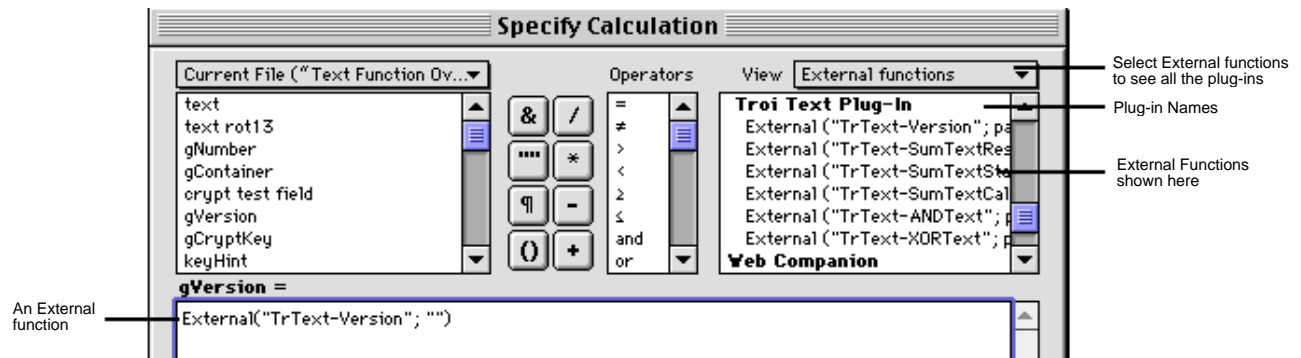 Specify Calculation
Current File ("Text Function Ov...
Operators
View
External functions
text
text rot13
gNumber
gContainer
crypt test field
gVersion
gCryptKey
keyHint
&
/
""
*
¶
-
()
+
=
≠
>
<
≥
≤
and
or
Troi Text Plug-In
External ("TrText-Version"; pa
External ("TrText-SumTextRes
External ("TrText-SumTextSta
External ("TrText-SumTextCal
External ("TrText-ANDText"; p
External ("TrText-XORText"; p
Web Companion
gVersion =
External("TrText-Version"; "")
Select External functions
to see all the plug-ins
Plug-in Names
External Functions
shown here
An External
function